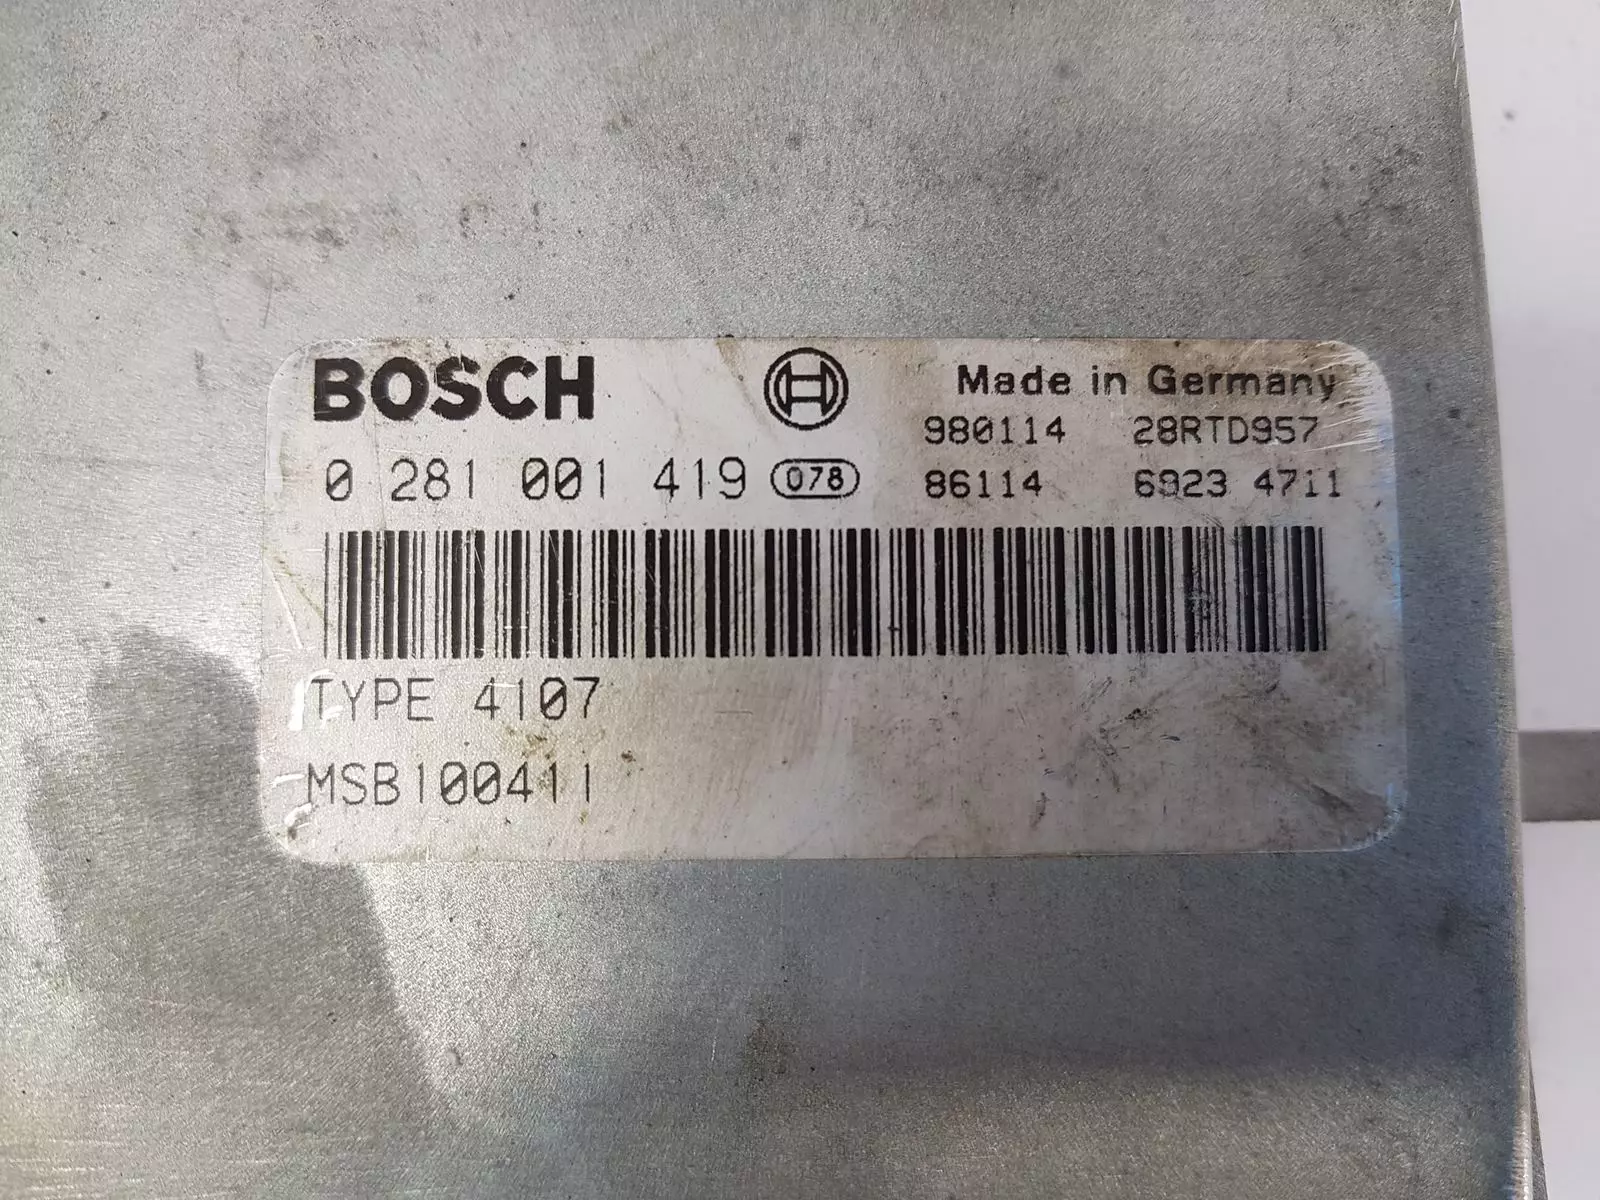 BOSCH
Made in Germany
980114 28RTD957
0 281 001 419 078 86114 6923 4711
TYPE 4107
MSB100411